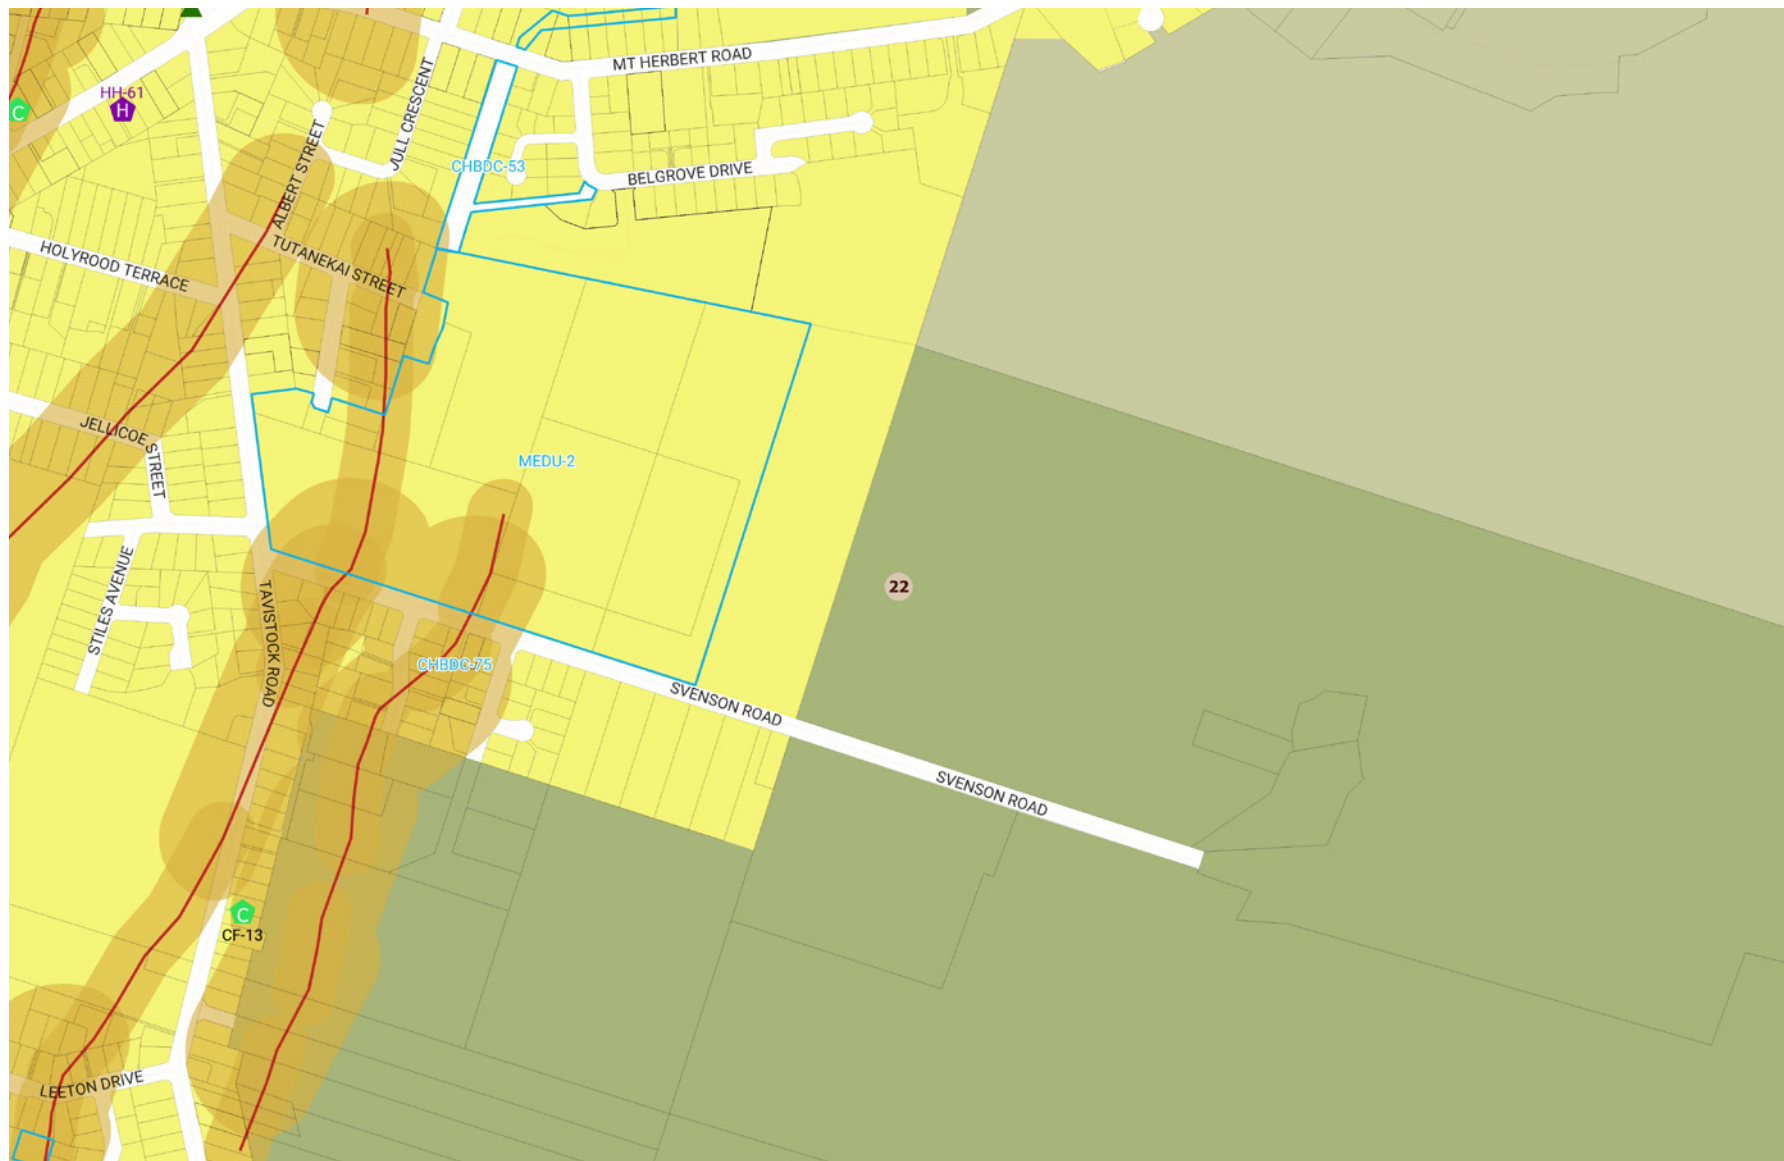 MT HERBERT ROAD
HH-61
H
C
JULL CRESCENT
ALBERT STREET
CHBDC-53
BELGROVE DRIVE
HOLYROOD TERRACE
TUTANEKAI STREET
JELLICOE STREET
MEDU-2
STILES AVENUE
22
TAVISTOCK ROAD
CHBDC-75
SVENSON ROAD
SVENSON ROAD
C
CF-13
LEETON DRIVE